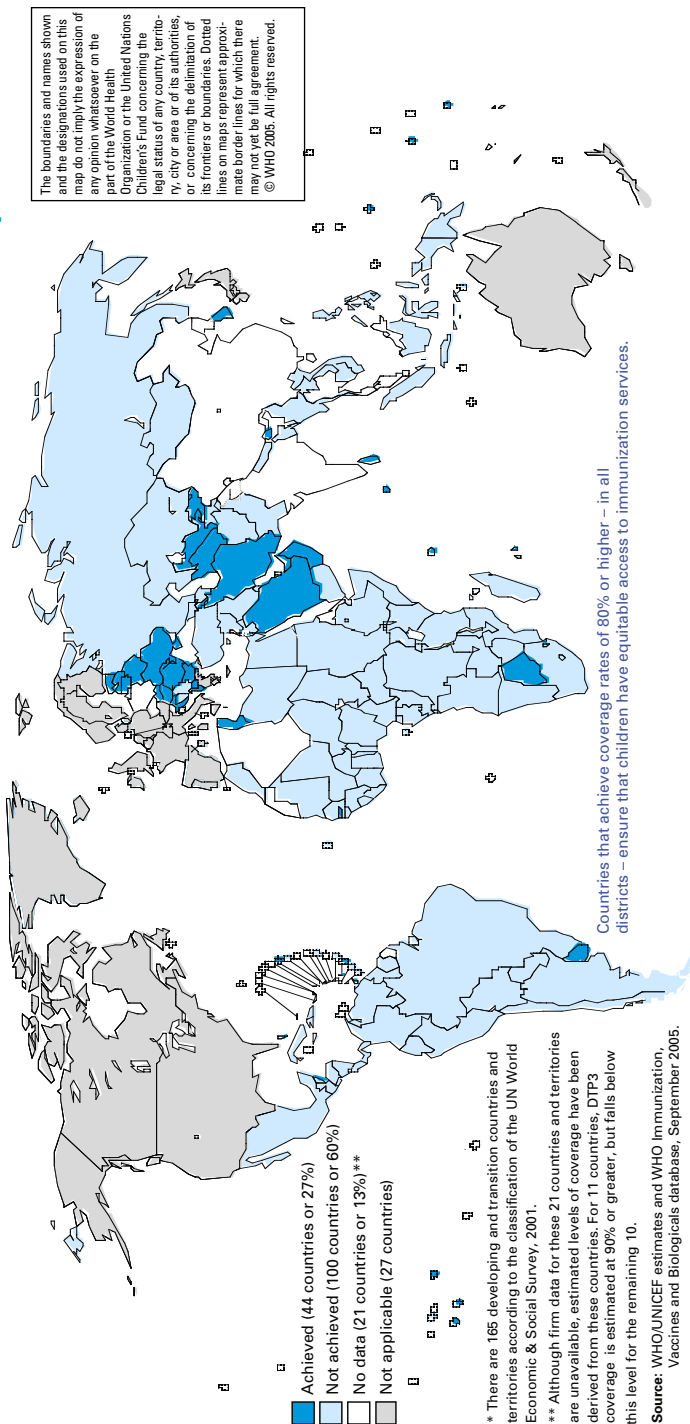 The boundaries and names shown
and the designations used on this
map do not imply the expression of
any opinion whatsoever on the
part of the World Health
Organization or the United Nations
Children's Fund concerning the
legal status of any country, territo-
ry, city or area or of its authorities,
or concerning the delimitation of
its frontiers or boundaries. Dotted
lines on maps represent approxi-
mate border lines for which there
may not yet be full agreement.
© WHO 2005. All rights reserved.
Achieved (44 countries or 27%)
Not achieved (100 countries or 60%)
No data (21 countries or 13%)**
Not applicable (27 countries)
Countries that achieve coverage rates of 80% or higher – in all
districts – ensure that children have equitable access to immunization services.
* There are 165 developing and transition countries and
territories according to the classification of the UN World
Economic & Social Survey, 2001.
** Although firm data for these 21 countries and territories
are unavailable, estimated levels of coverage have been
derived from these countries. For 11 countries, DTP3
coverage is estimated at 90% or greater, but falls below
this level for the remaining 10.
Source: WHO/UNICEF estimates and WHO Immunization,
Vaccines and Biologicals database, September 2005.